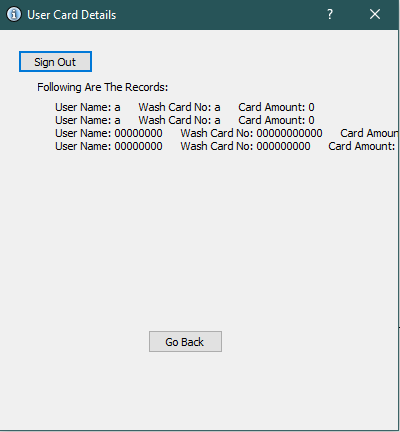 User Card Details
Sign Out
Following Are The Records:
User Name: a Wash Card No: a Card Amount: 0
User Name: a Wash Card No: a Card Amount: 0
User Name: 00000000 Wash Card No: 00000000000 Card Amoun
User Name: 00000000 Wash Card No: 000000000 Card Amount:
Go Back